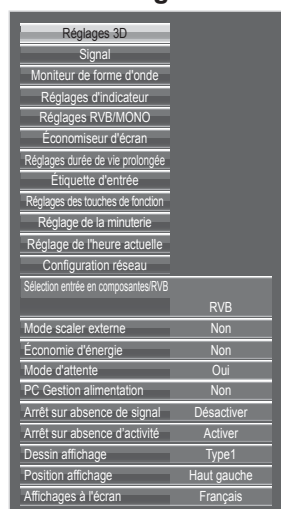 Réglages 3D
Signal
Moniteur de forme d'onde
Réglages d'indicateur
Réglages RVB/MONO
Économiseur d'écran
Réglages durée de vie prolongée
Étiquette d'entrée
Réglages des touches de fonction
Réglage de la minuterie
Réglage de l'heure actuelle
Configuration réseau
Sélection entrée en composantes/RVB
RVB
Mode scaler externe Non
Économie d'énergie Non
Mode d'attente Oui
PC Gestion alimentation Non
Arrêt sur absence de signal Désactiver
Arrêt sur absence d'activité Activer
Dessin affichage Type1
Position affichage Haut gauche
Affichages à l'écran Français